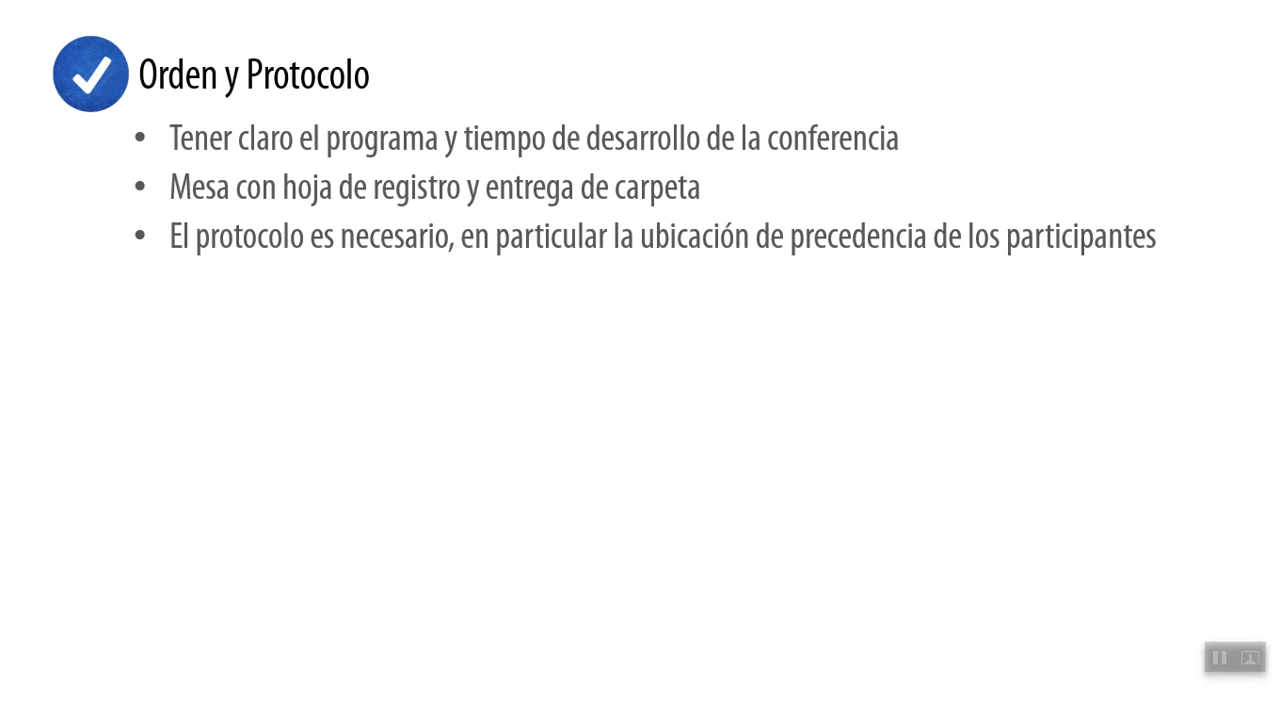 Orden y Protocolo
• Tener claro el programa y tiempo de desarrollo de la conferencia
• Mesa con hoja de registro y entrega de carpeta
• El protocolo es necesario, en particular la ubicación de precedencia de los participantes